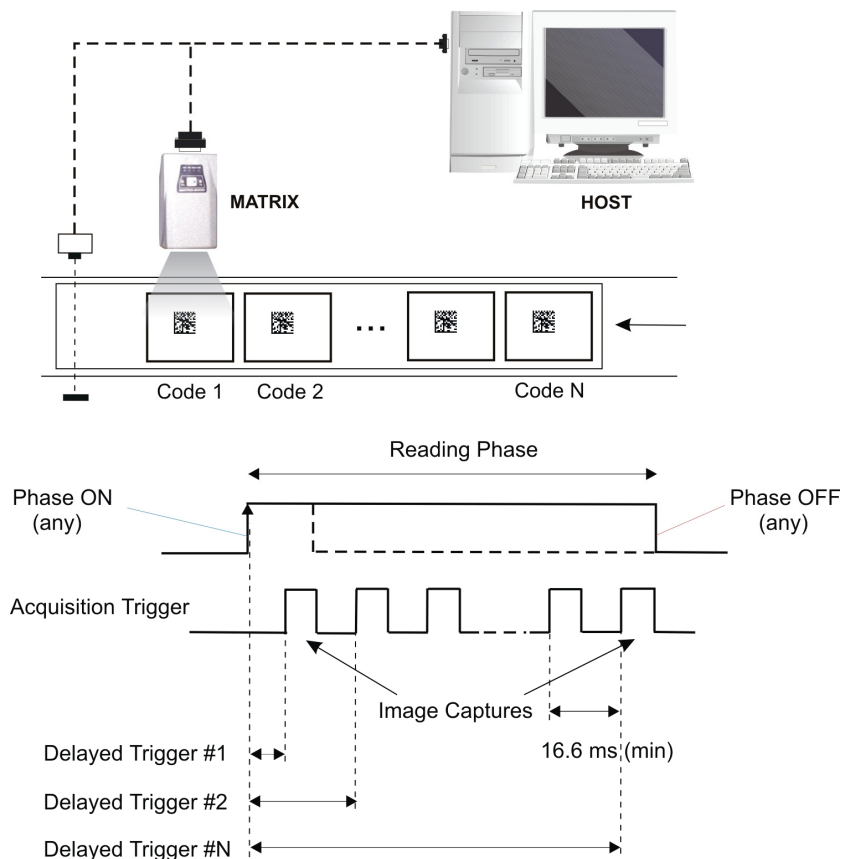 MATRIX
HOST
Code 1
Code 2
Code N
Reading Phase
Phase ON
(any)
Phase OFF
(any)
Acquisition Trigger
Image Captures
16.6 ms (min)
Delayed Trigger #1
Delayed Trigger #2
Delayed Trigger #N